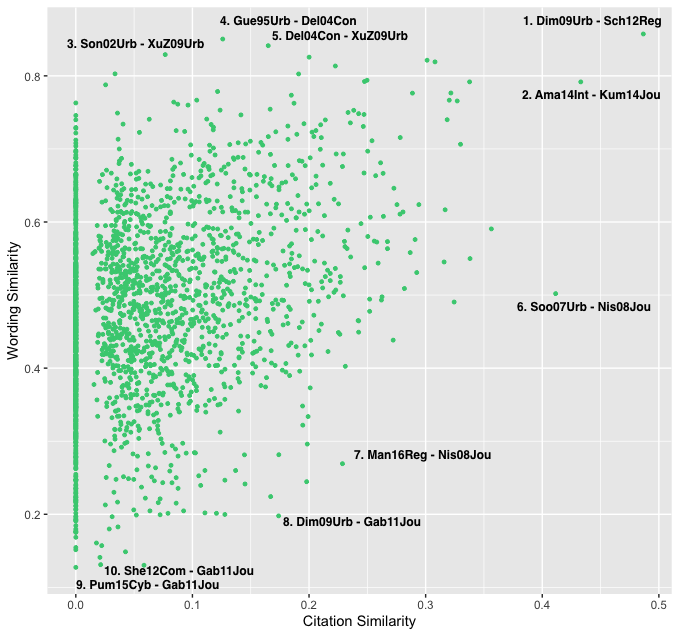 4. Gue95Urb - Del04Con
1. Dim09Urb - Sch12Reg
5. Del04Con - XuZ09Urb
3. Son02Urb - XuZ09Urb
0.8
2. Ama14Int - Kum14Jou
0.6
Wording Similarity
6. Soo07Urb - Nis08Jou
0.4
7. Man16Reg - Nis08Jou
0.2
8. Dim09Urb - Gab11Jou
10. She12Com - Gab11Jou
9. Pum15Cyb - Gab11Jou
0.0 0.1 0.2 0.3 0.4 0.5
Citation Similarity